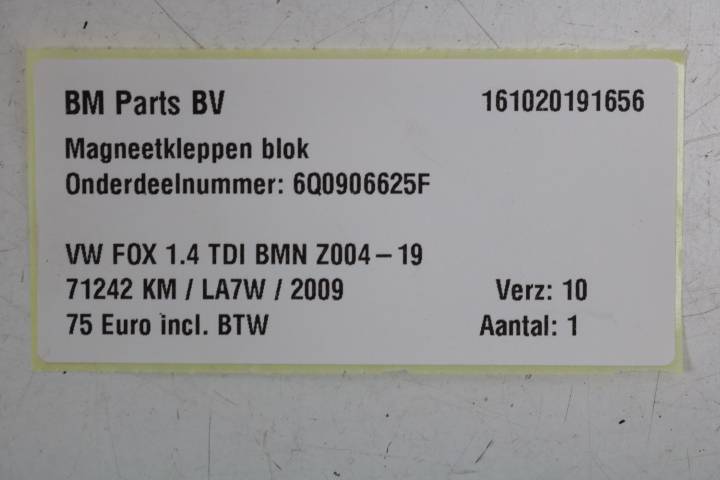 BM Parts BV 161020191656
Magneetkleppen blok
Onderdeelnummer: 6Q0906625F
VW FOX 1.4 TDI BMN Z004-19
71242 KM / LA7W / 2009 Verz: 10
75 Euro incl. BTW Aantal: 1